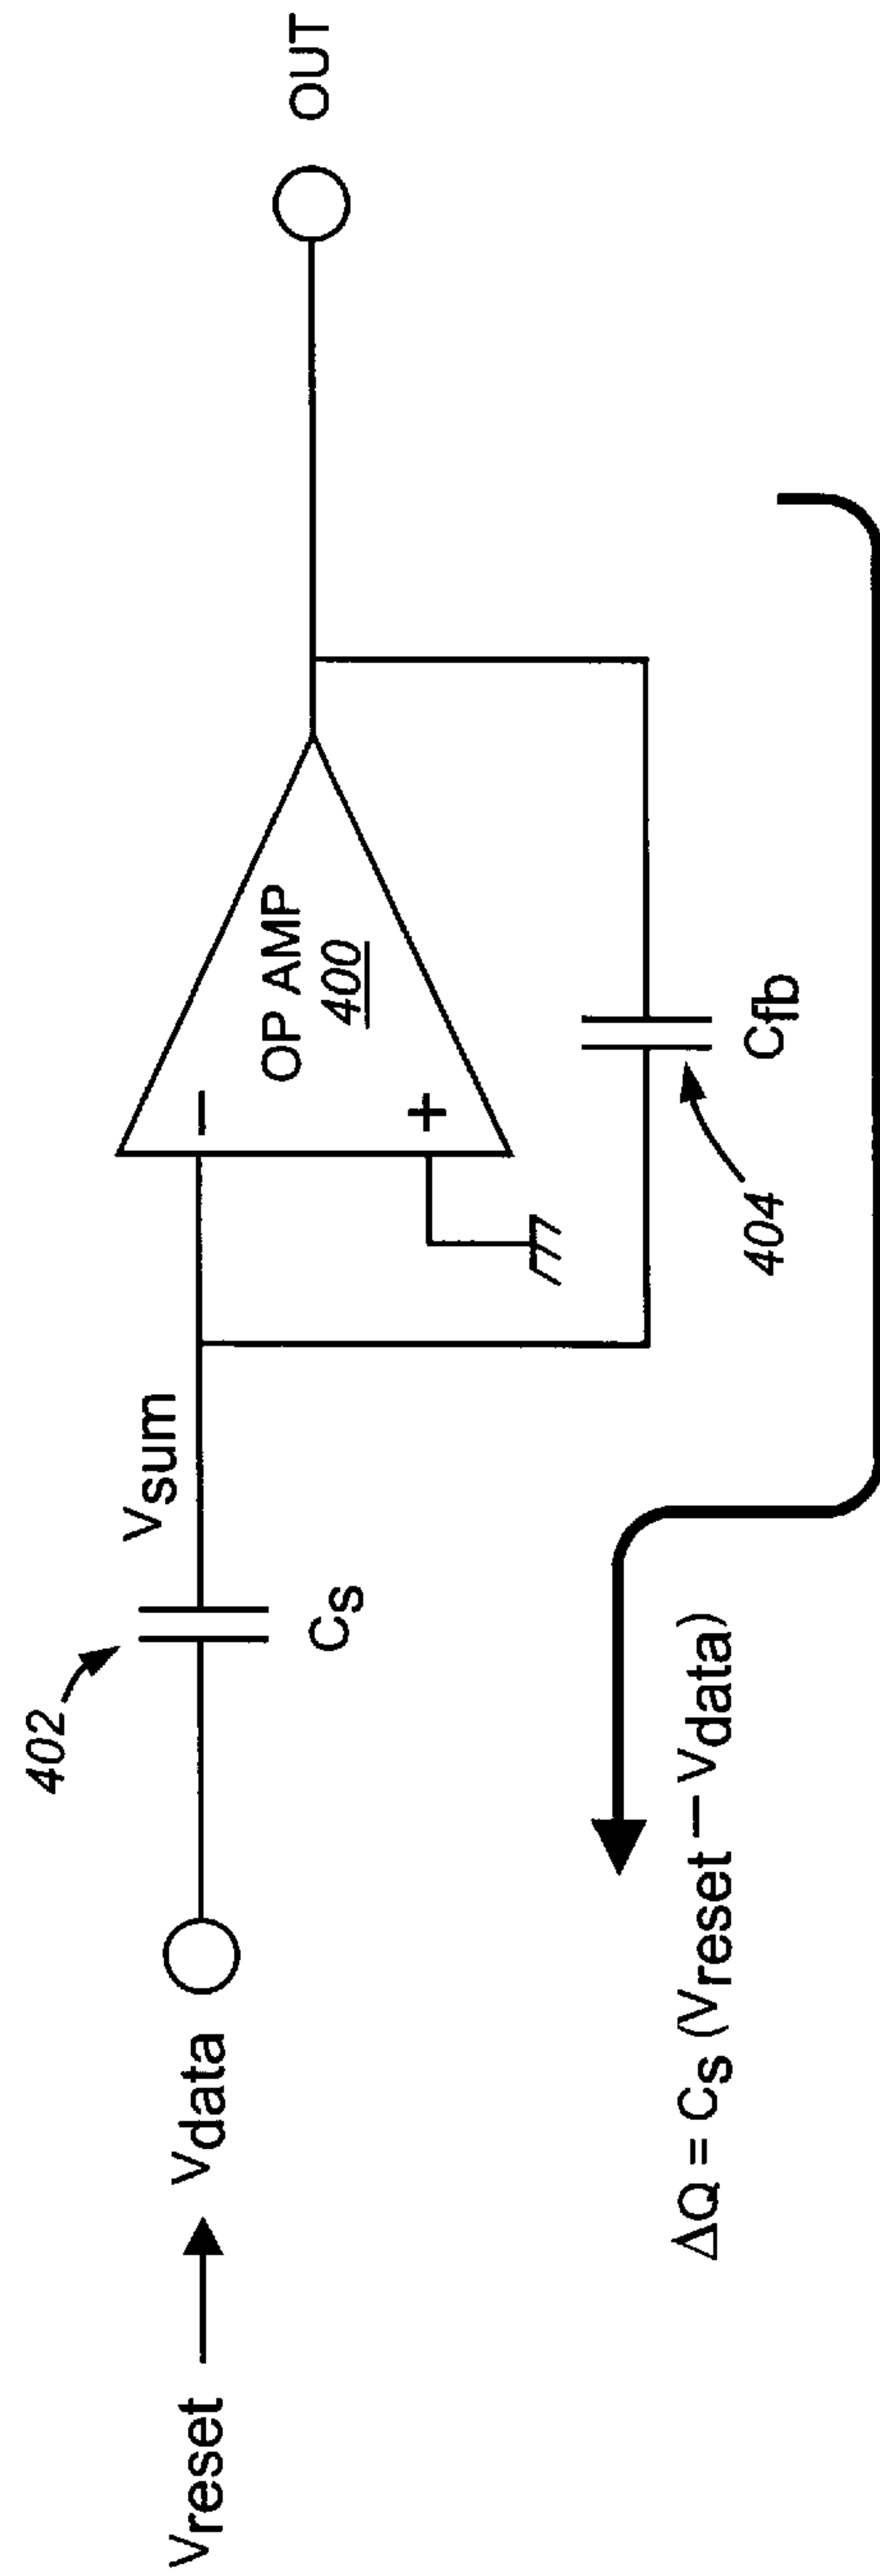 402
Vsum
OUT
Vreset → Vdata
Cs
−
OP AMP
400
+
404
Cfb
ΔQ = Cs (Vreset − Vdata)